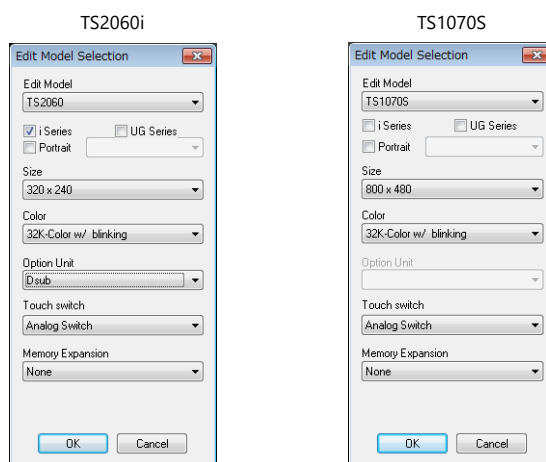 TS2060i
Edit Model Selection
Edit Model
TS2060
i Series
UG Series
Portrait
Size
320 x 240
Color
32K-Color w/ blinking
Option Unit
Dsub
Touch switch
Analog Switch
Memory Expansion
None
OK
Cancel
TS1070S
Edit Model Selection
Edit Model
TS1070S
i Series
UG Series
Portrait
Size
800 x 480
Color
32K-Color w/ blinking
Option Unit
Touch switch
Analog Switch
Memory Expansion
None
OK
Cancel